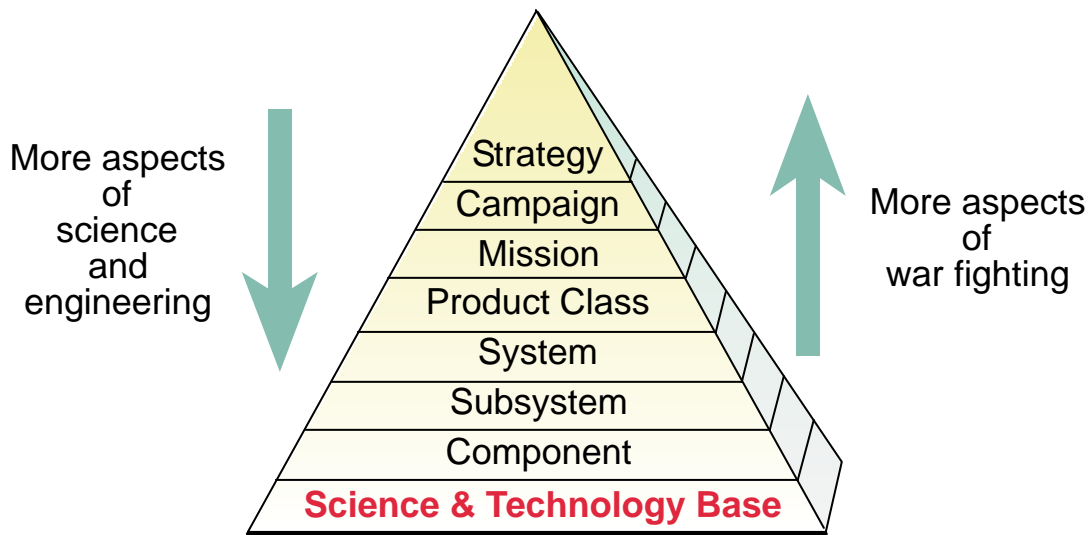 More aspects
of
science
and
engineering
Strategy
Campaign
Mission
Product Class
System
Subsystem
Component
Science & Technology Base
More aspects
of
war fighting